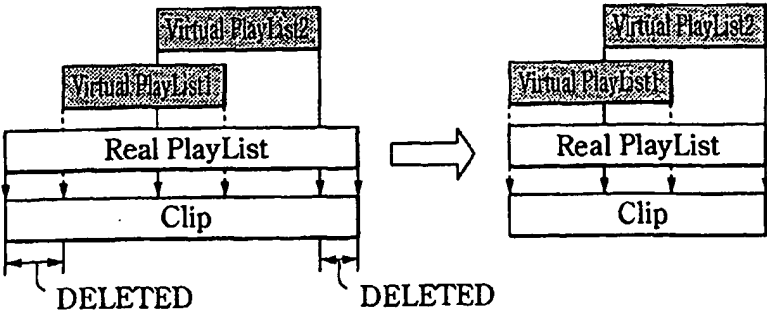 Virtual PlayList2
Virtual PlayList1
Real PlayList
Clip
DELETED
DELETED
Virtual PlayList2
Virtual PlayList1
Real PlayList
Clip